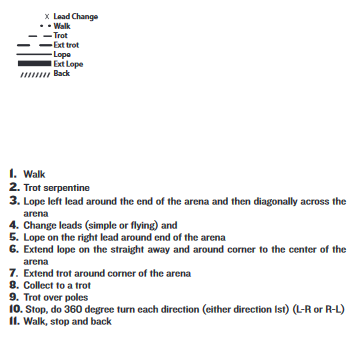 X Lead Change
Walk
Trot
Ext trot
Lope
Ext Lope
Back
1. Walk
2. Trot serpentine
3. Lope left lead around the end of the arena and then diagonally across the
arena
4. Change leads (simple or flying) and
5. Lope on the right lead around end of the arena
6. Extend lope on the straight away and around corner to the center of the
arena
7. Extend trot around corner of the arena
8. Collect to a trot
9. Trot over poles
10. Stop, do 360 degree turn each direction (either direction 1st) (L-R or R-L)
11. Walk, stop and back